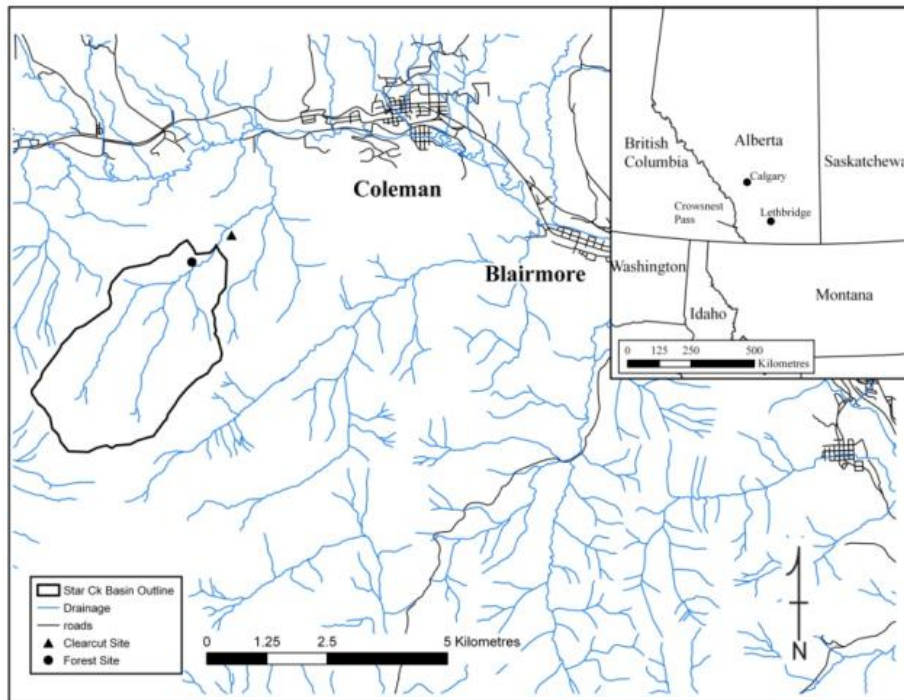 Coleman
Blairmore
British
Columbia
Alberta
Saskatchewa
Calgary
Crowsnest
Pass
Lethbridge
Washington
Idaho
Montana
0 125 250 500
Kilometres
Star Ck Basin Outline
Drainage
roads
Clearcut Site
Forest Site
0 1.25 2.5 5 Kilometres
N